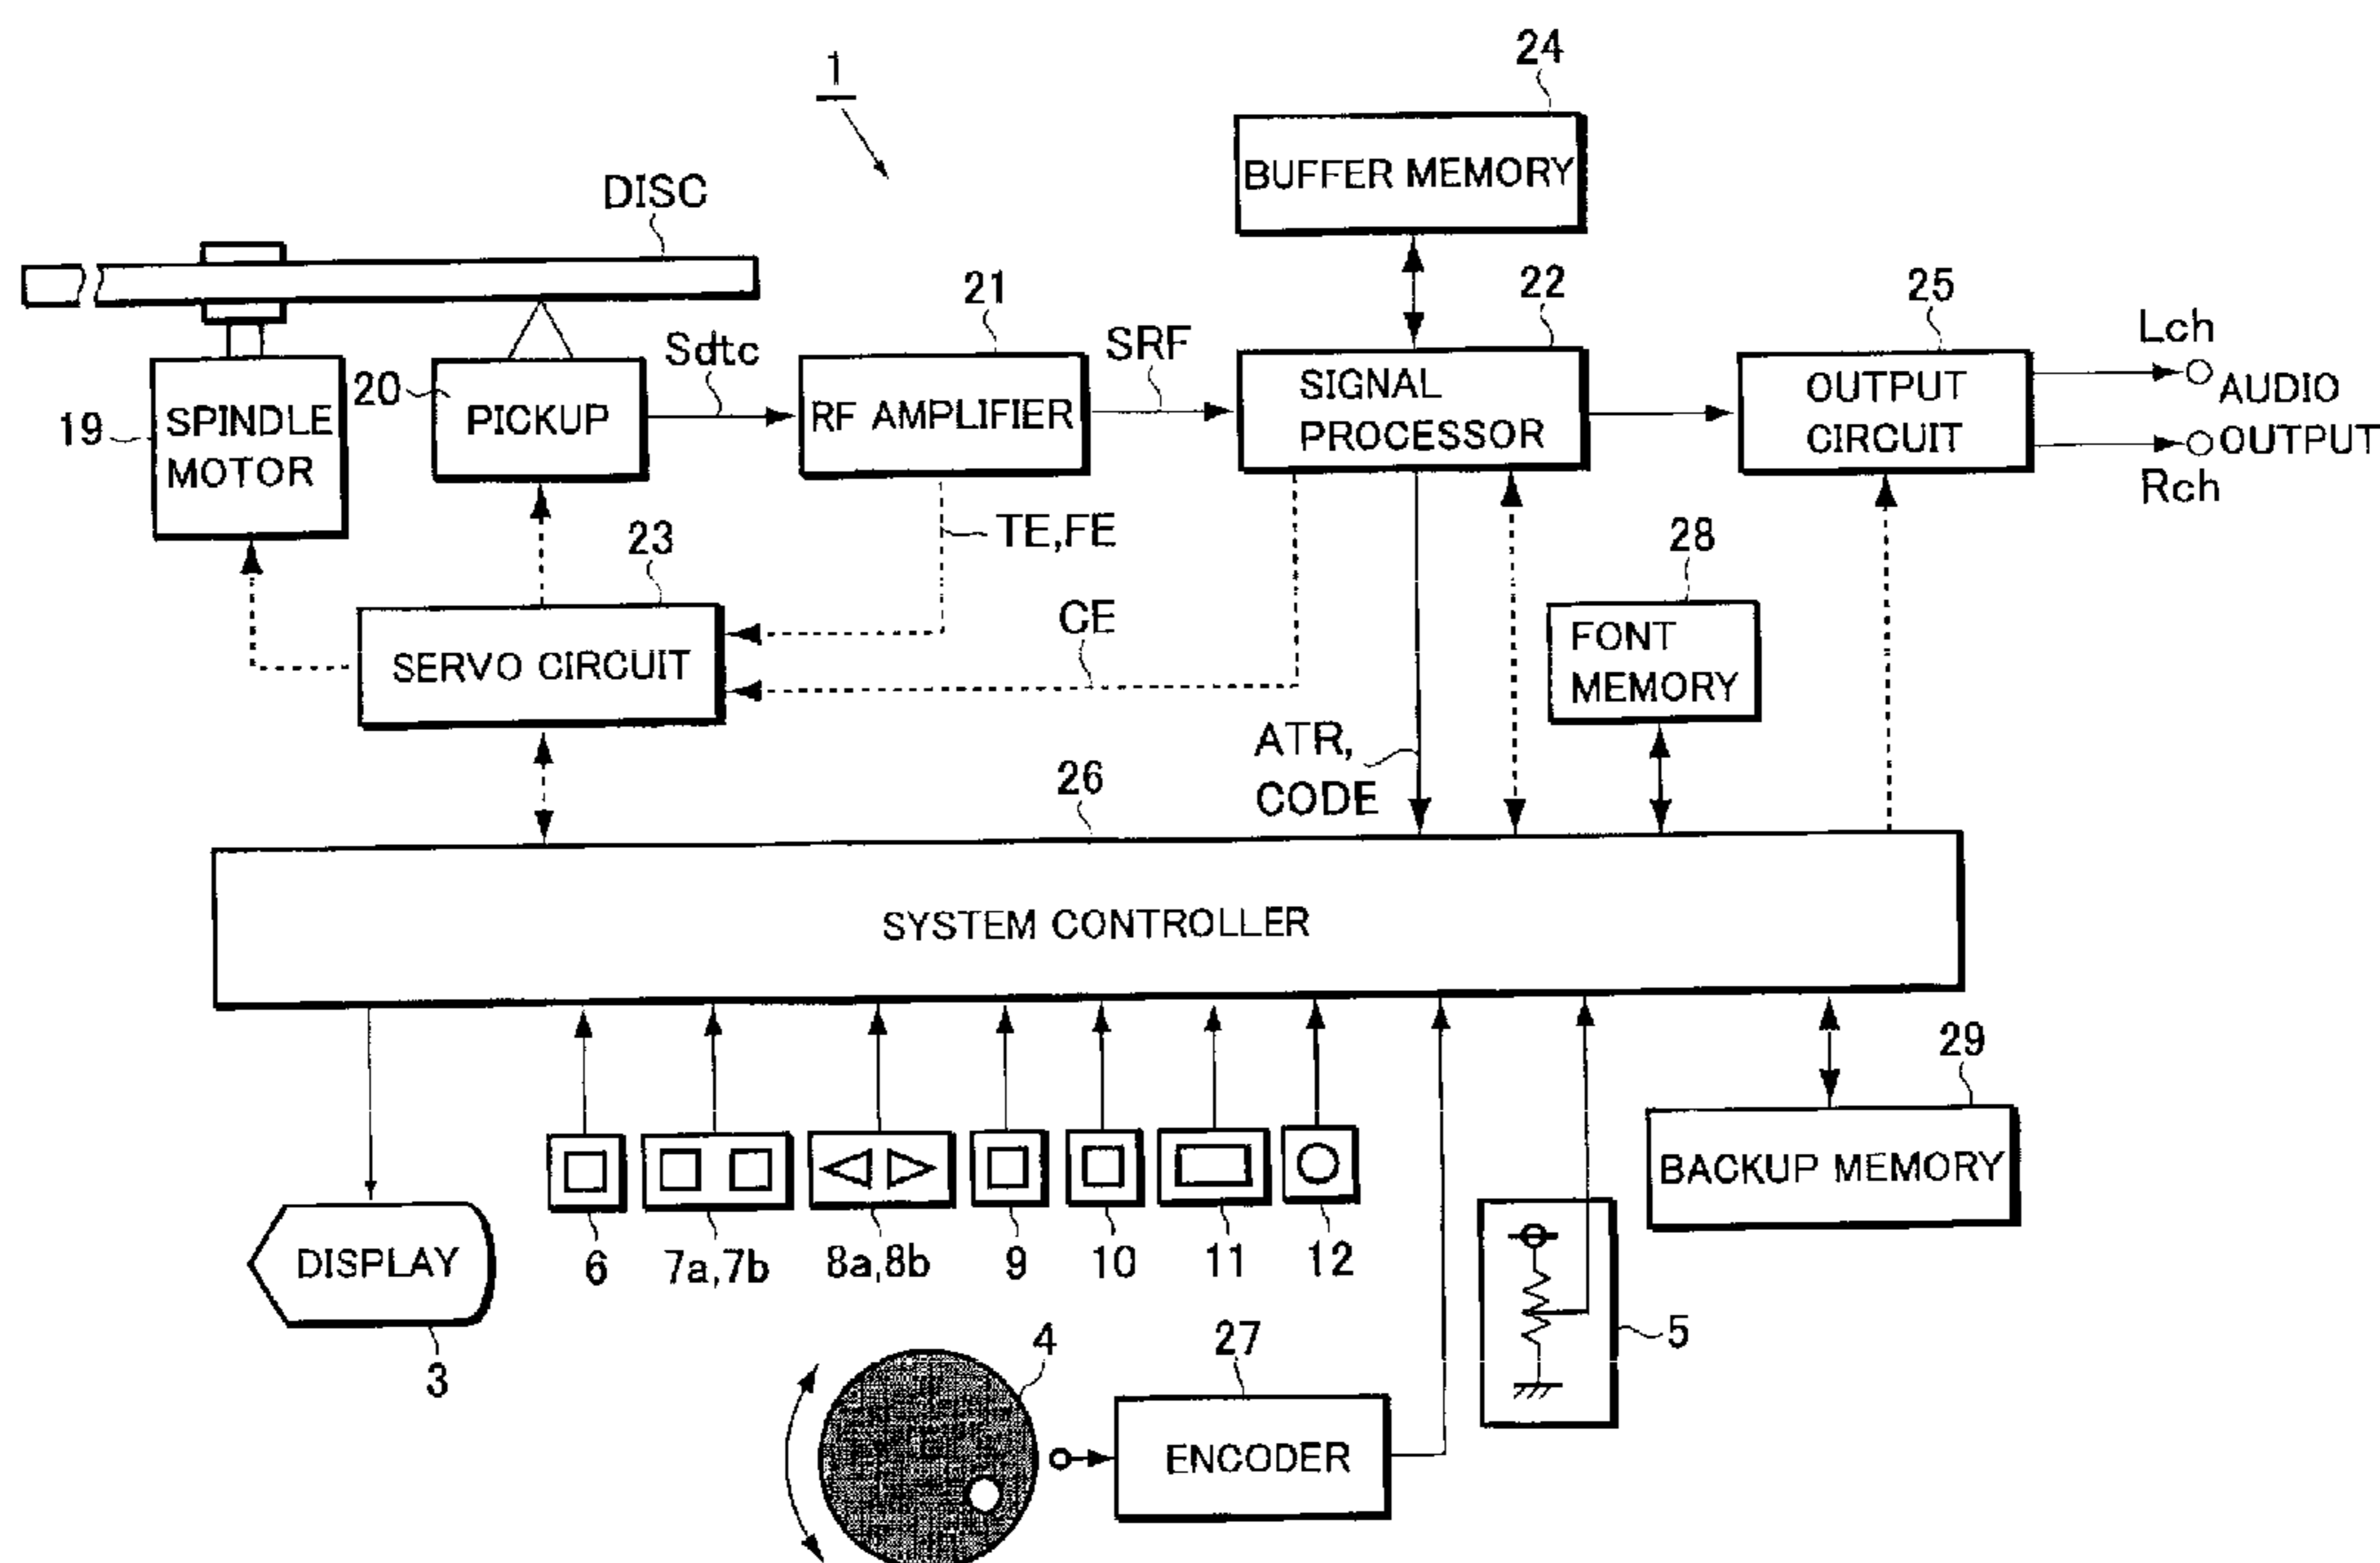 1
24
BUFFER MEMORY
DISC
21
22
25
Lch
Sdtc
SRF
20
PICKUP
RF AMPLIFIER
SIGNAL
PROCESSOR
OUTPUT
CIRCUIT
AUDIO
OUTPUT
Rch
19
SPINDLE
MOTOR
23
TE,FE
28
CE
FONT
MEMORY
SERVO CIRCUIT
ATR,
CODE
26
SYSTEM CONTROLLER
29
BACKUP MEMORY
DISPLAY
6
7a,7b
8a,8b
9
10
11
12
3
4
27
5
ENCODER